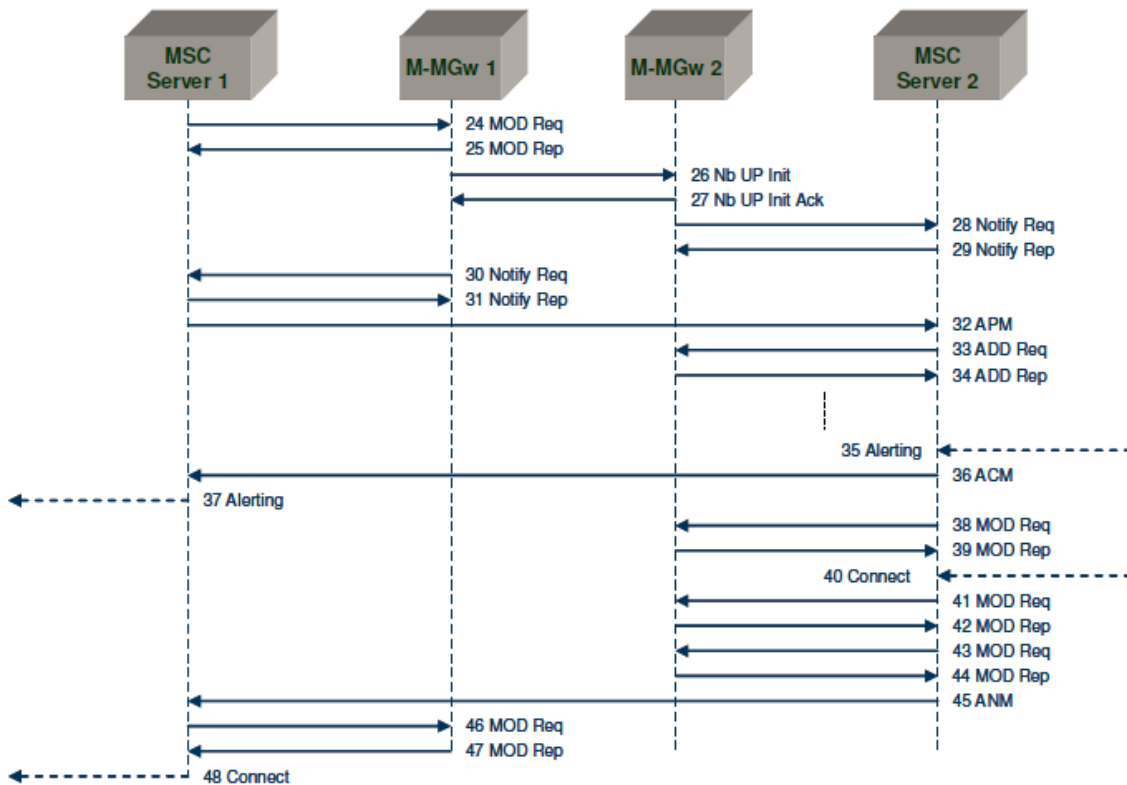 MSC
Server 1
M-MGw 1
M-MGw 2
MSC
Server 2
24 MOD Req
25 MOD Rep
26 Nb UP Init
27 Nb UP Init Ack
28 Notify Req
29 Notify Rep
30 Notify Req
31 Notify Rep
32 APM
33 ADD Req
34 ADD Rep
35 Alerting
36 ACM
37 Alerting
38 MOD Req
39 MOD Rep
40 Connect
41 MOD Req
42 MOD Rep
43 MOD Req
44 MOD Rep
45 ANM
46 MOD Req
47 MOD Rep
48 Connect